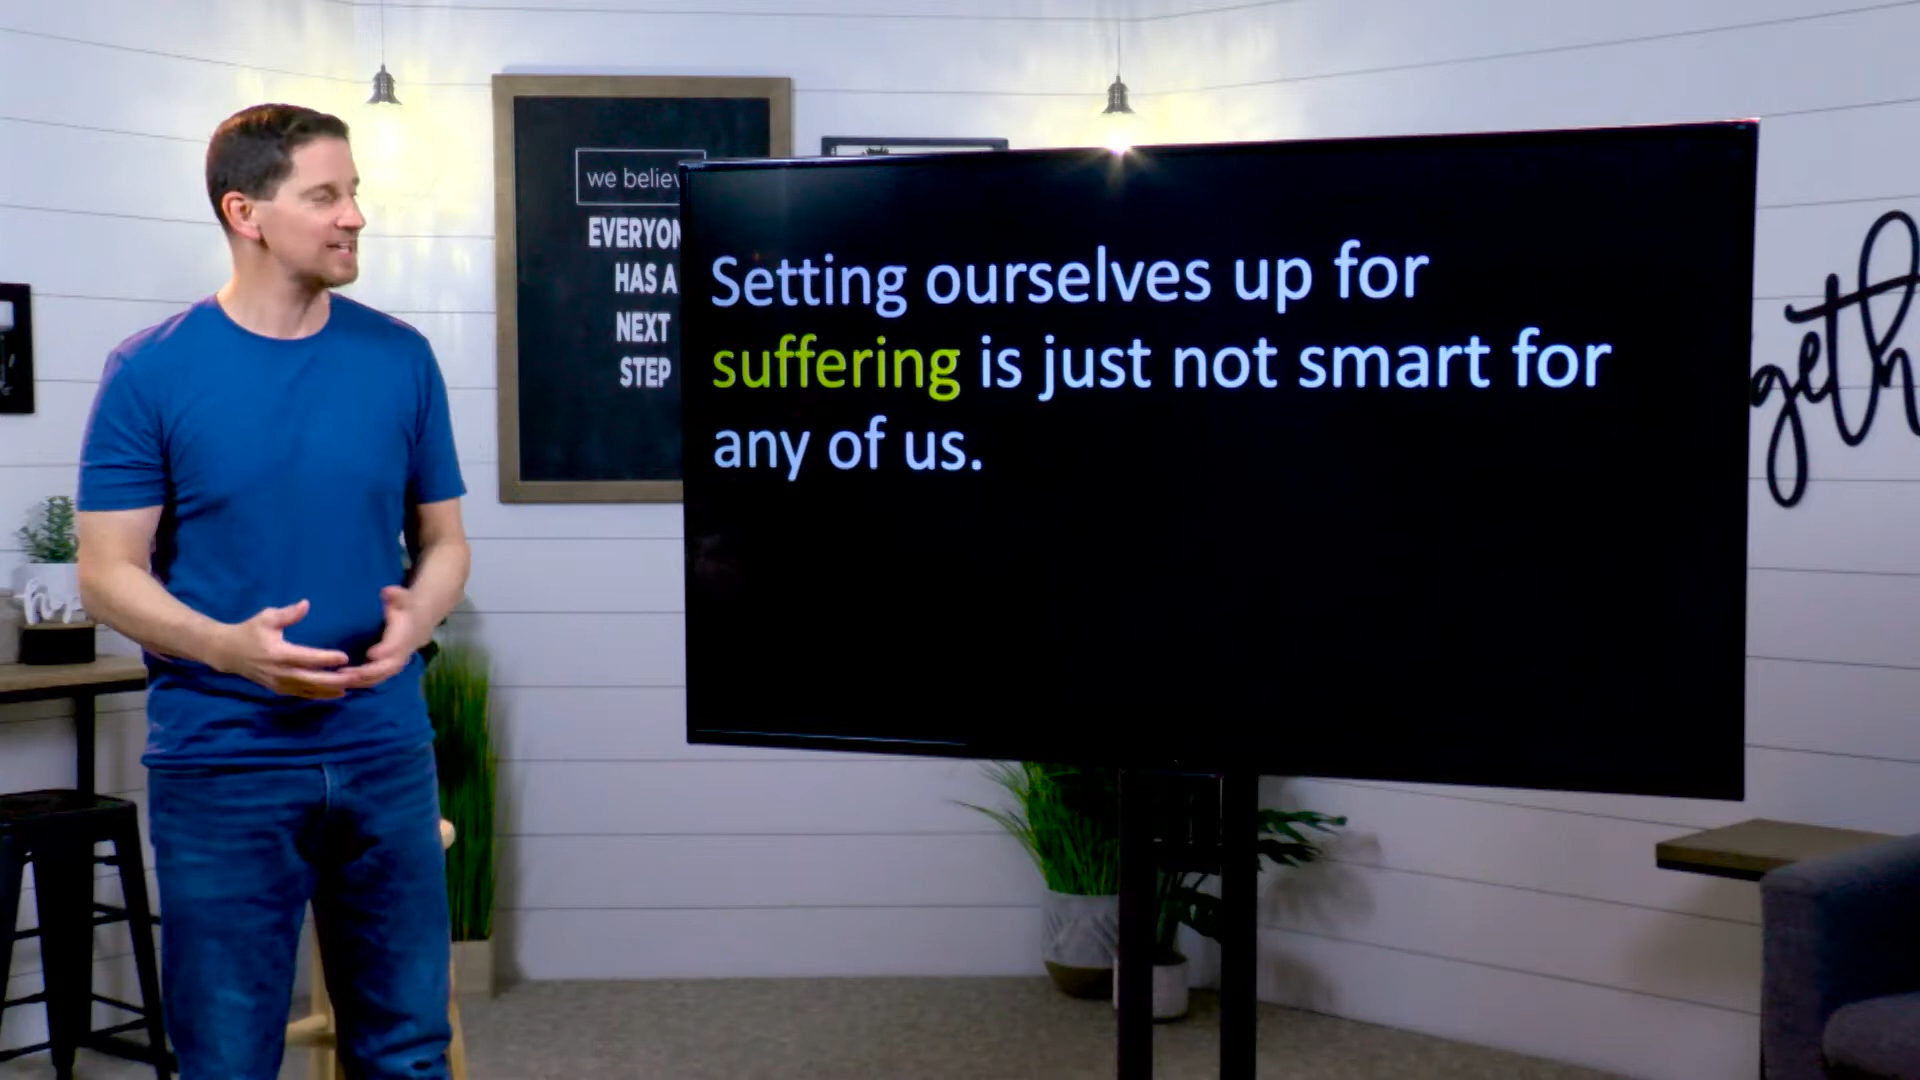 we believ
EVERYON
HAS A
NEXT
STEP
Setting ourselves up for
suffering is just not smart for
any of us.
geth